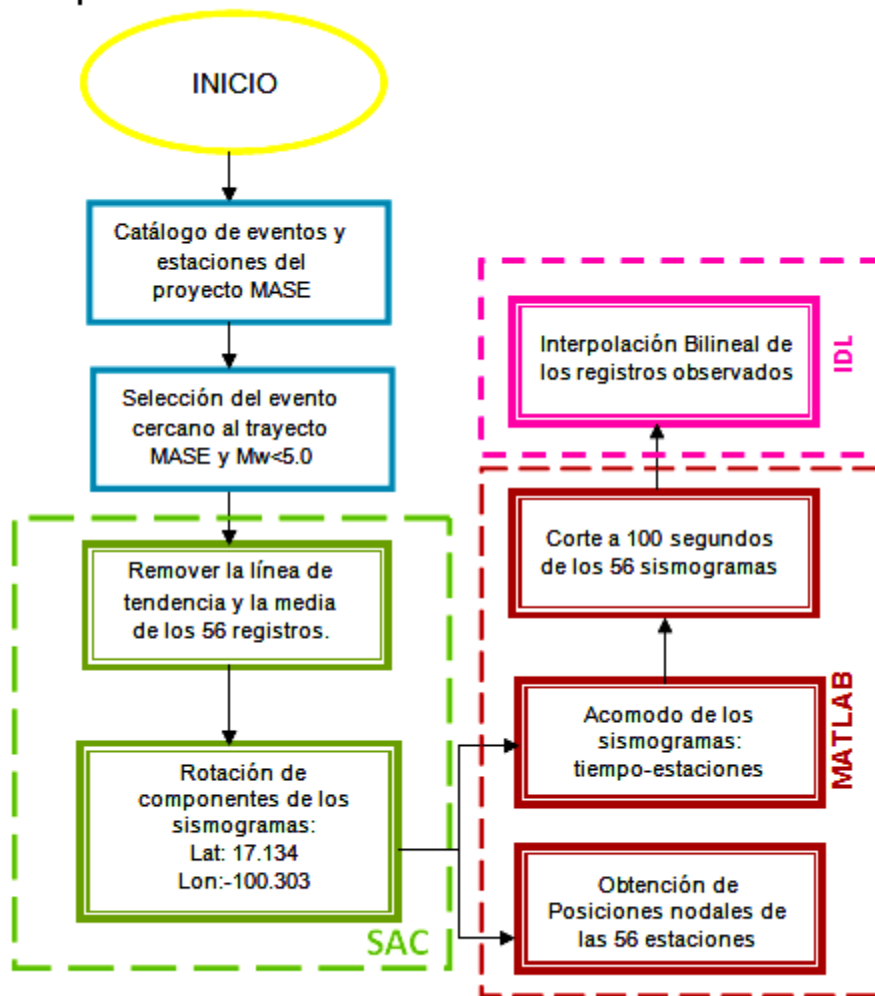 INICIO
Catálogo de eventos y
estaciones del
proyecto MASE
Selección del evento
cercano al trayecto
MASE y Mw<5.0
Remover la línea de
tendencia y la media
de los 56 registros.
Rotación de
componentes de los
sismogramas:
Lat: 17.134
Lon:-100.303
SAC
Interpolación Bilineal de
los registros observados
IDL
Corte a 100 segundos
de los 56 sismogramas
Acomodo de los
sismogramas:
tiempo-estaciones
MATLAB
Obtención de
Posiciones nodales de
las 56 estaciones